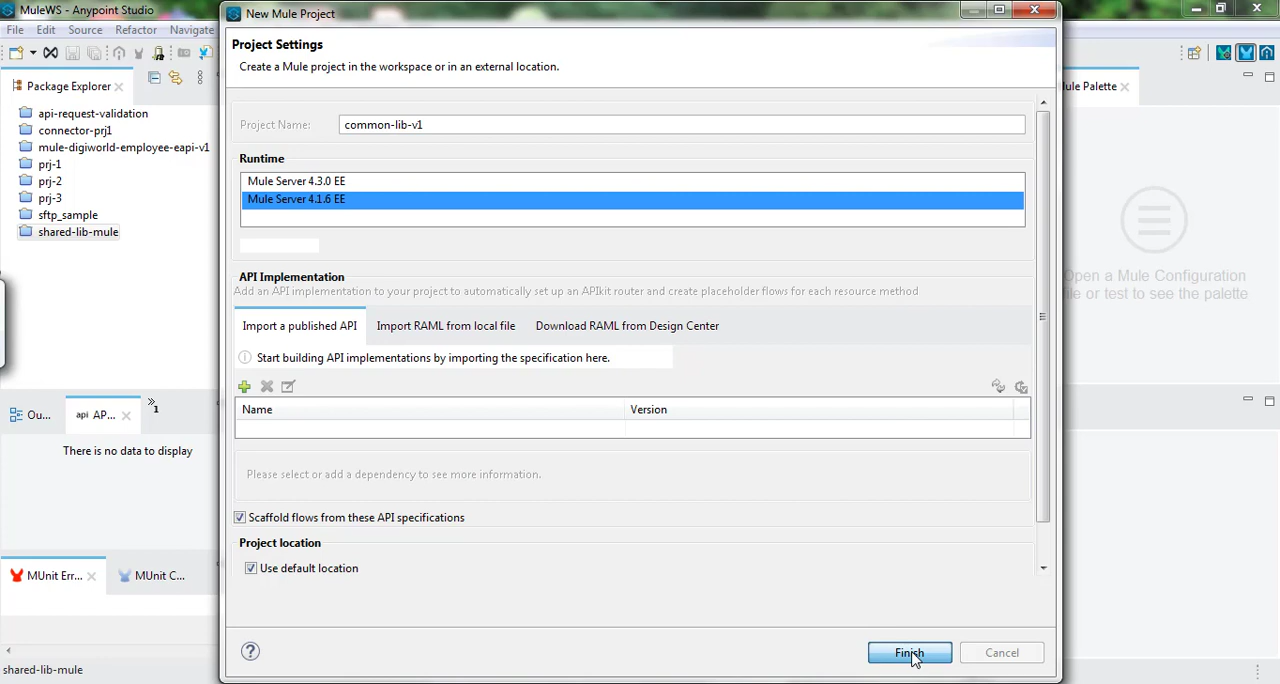 MuleWS - Anypoint Studio
New Mule Project
File Edit Source Refactor Navigate
Project Settings
Create a Mule project in the workspace or in an external location.
Package Explorer
ule Palette
api-request-validation
connector-prj1
mule-digiworld-employee-eapi-v1
prj-1
prj-2
prj-3
sftp_sample
shared-lib-mule
Project Name: common-lib-v1
Runtime
Mule Server 4.3.0 EE
Mule Server 4.1.6 EE
Open a Mule Configuration
file or test to see the palette
API Implementation
Add an API implementation to your project to automatically set up an APIkit router and create placeholder flows for each resource method
Import a published API Import RAML from local file Download RAML from Design Center
Start building API implementations by importing the specification here.
Name Version
Ou... api AP... »1
There is no data to display
Please select or add a dependency to see more information.
Scaffold flows from these API specifications
Project location
Use default location
MUnit Err... MUnit C...
? Finish Cancel
shared-lib-mule